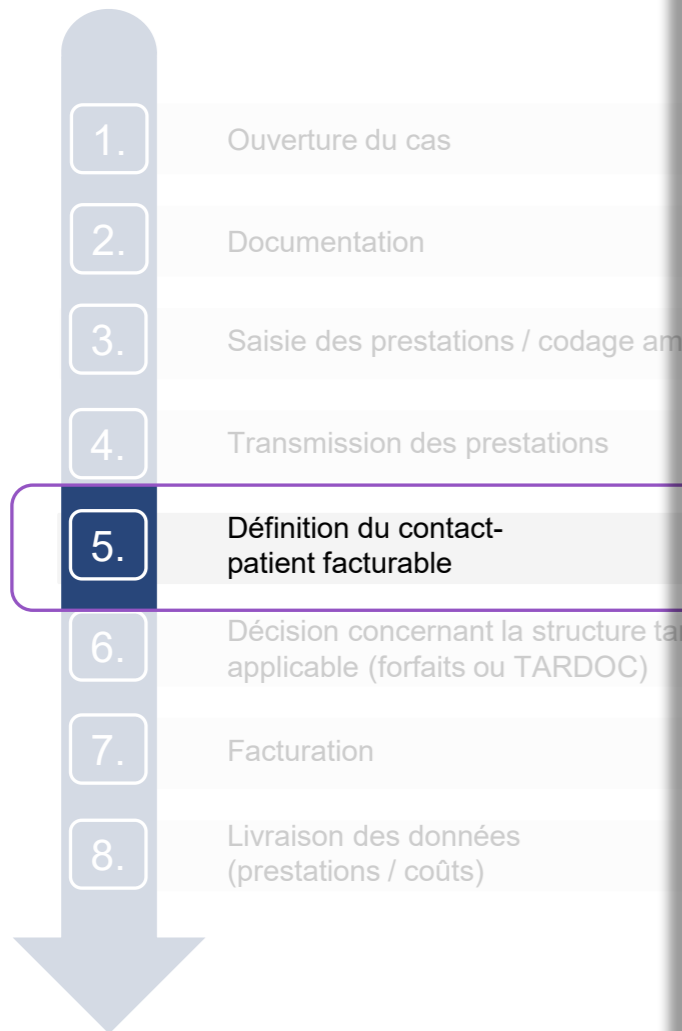 1.
Ouverture du cas
2.
Documentation
3.
Saisie des prestations / codage am
4.
Transmission des prestations
5.
Définition du contact-
patient facturable
6.
Décision concernant la structure ta
applicable (forfaits ou TARDOC)
7.
Facturation
8.
Livraison des données
(prestations / coûts)